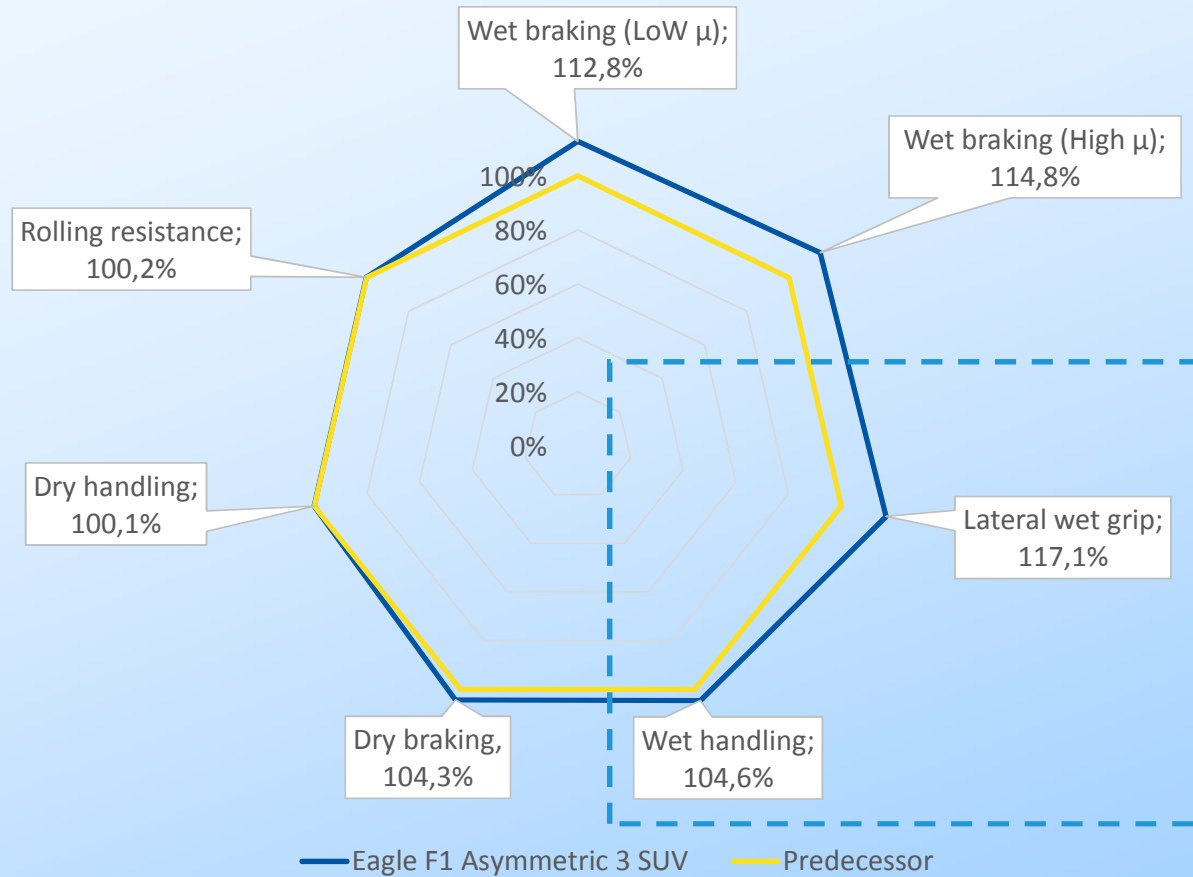 Wet braking (LoW µ);
112,8%
Wet braking (High µ);
114,8%
100%
80%
60%
40%
20%
0%
Rolling resistance;
100,2%
Dry handling;
100,1%
Lateral wet grip;
117,1%
Dry braking,
104,3%
Wet handling;
104,6%
Eagle F1 Asymmetric 3 SUV
Predecessor